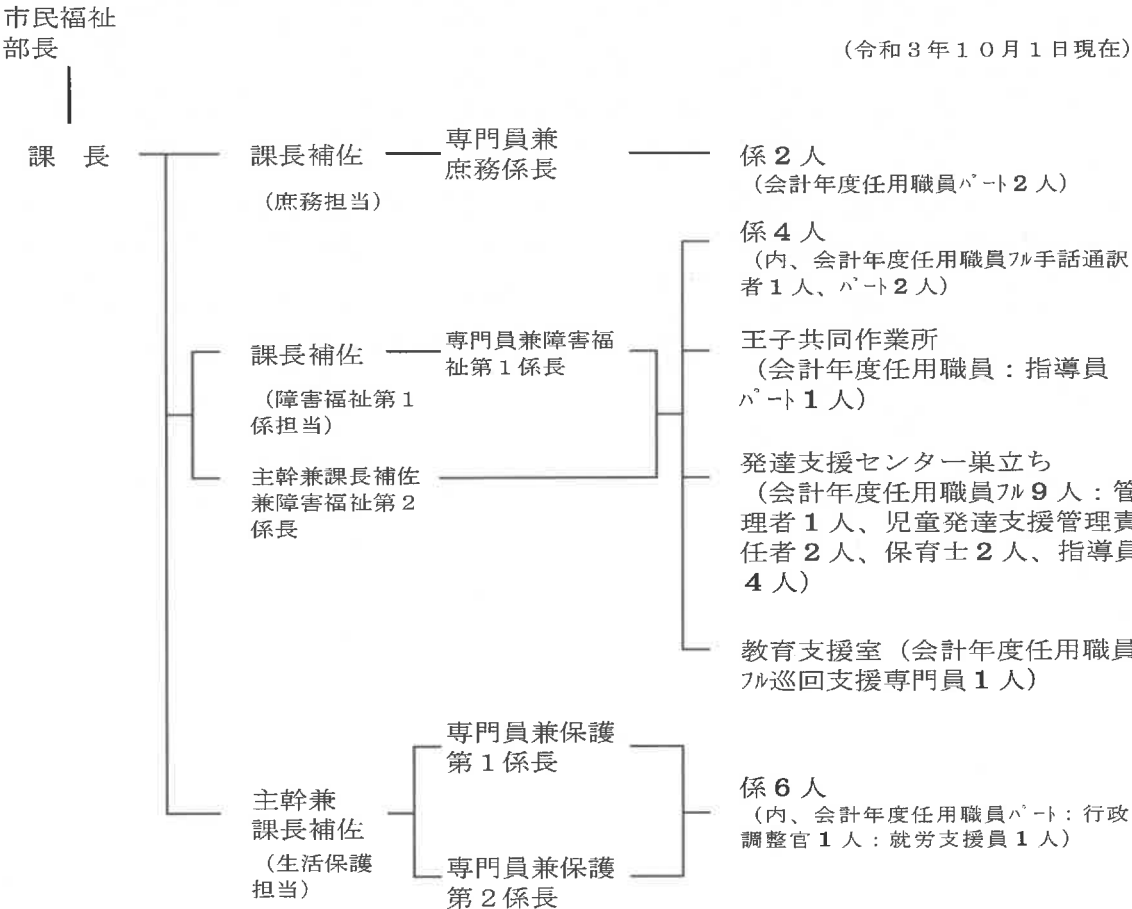 市民福祉
部長
(令和3年10月1日現在)
課　長
課長補佐
(庶務担当)
専門員兼
庶務係長
係2人
(会計年度任用職員ﾊﾟｰﾄ2人)
係4人
(内、会計年度任用職員ﾌﾙ手話通訳
者1人、ﾊﾟｰﾄ2人)
課長補佐
(障害福祉第1
係担当)
専門員兼障害福
祉第1係長
主幹兼課長補佐
兼障害福祉第2
係長
王子共同作業所
(会計年度任用職員：指導員
ﾊﾟｰﾄ1人)
発達支援センター巣立ち
(会計年度任用職員ﾌﾙ9人：管
理者1人、児童発達支援管理責
任者2人、保育士2人、指導員
4人)
教育支援室(会計年度任用職員
ﾌﾙ巡回支援専門員1人)
主幹兼
課長補佐
(生活保護
担当)
専門員兼保護
第1係長
専門員兼保護
第2係長
係6人
(内、会計年度任用職員ﾊﾟｰﾄ：行政
調整官1人：就労支援員1人)